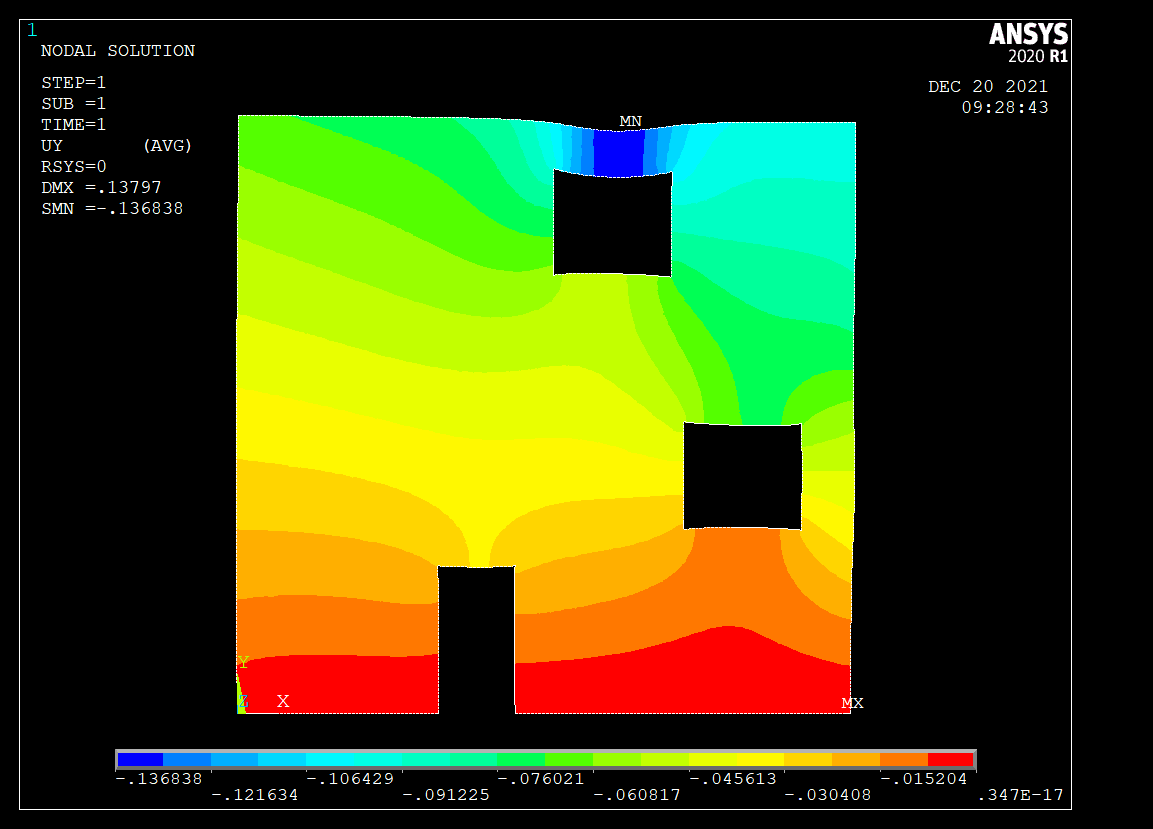 1
ANSYS
2020 R1
NODAL SOLUTION
STEP=1
SUB =1
TIME=1
UY (AVG)
RSYS=0
DMX =.13797
SMN =-.136838
DEC 20 2021
09:28:43
MN
Y
Z X
MX
-.136838 -.106429 -.076021 -.045613 -.015204
-.121634 -.091225 -.060817 -.030408 .347E-17